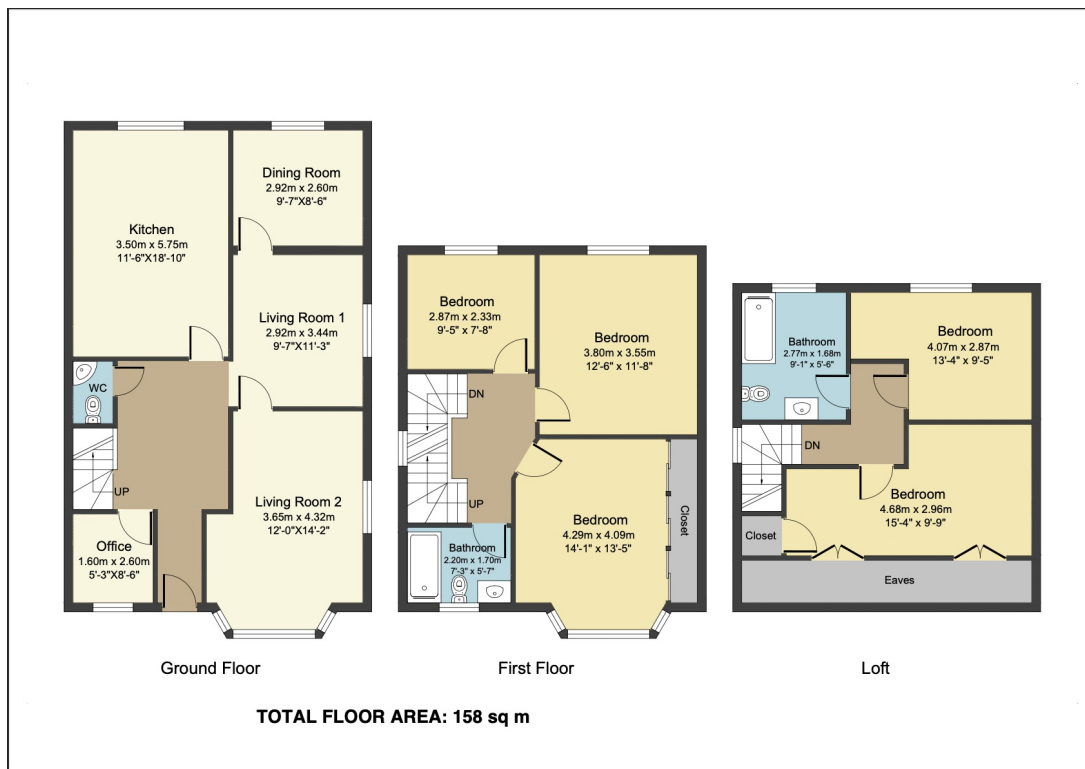 Kitchen
3.50m x 5.75m
11'-6"X18'-10"
Dining Room
2.92m x 2.60m
9'-7"X8'-6"
Living Room 1
2.92m x 3.44m
9'-7"X11'-3"
WC
UP
Living Room 2
3.65m x 4.32m
12'-0"X14'-2"
Office
1.60m x 2.60m
5'-3"X8'-6"
Ground Floor
Bedroom
2.87m x 2.33m
9'-5" x 7'-8"
Bedroom
3.80m x 3.55m
12'-6" x 11'-8"
DN
UP
Bedroom
4.29m x 4.09m
14'-1" x 13'-5"
Closet
Bathroom
2.20m x 1.70m
7'-3" x 5'-7"
First Floor
Bathroom
2.77m x 1.68m
9'-1" x 5'-6"
Bedroom
4.07m x 2.87m
13'-4" x 9'-5"
DN
Bedroom
4.68m x 2.96m
15'-4" x 9'-9"
Closet
Eaves
Loft
TOTAL FLOOR AREA: 158 sq m